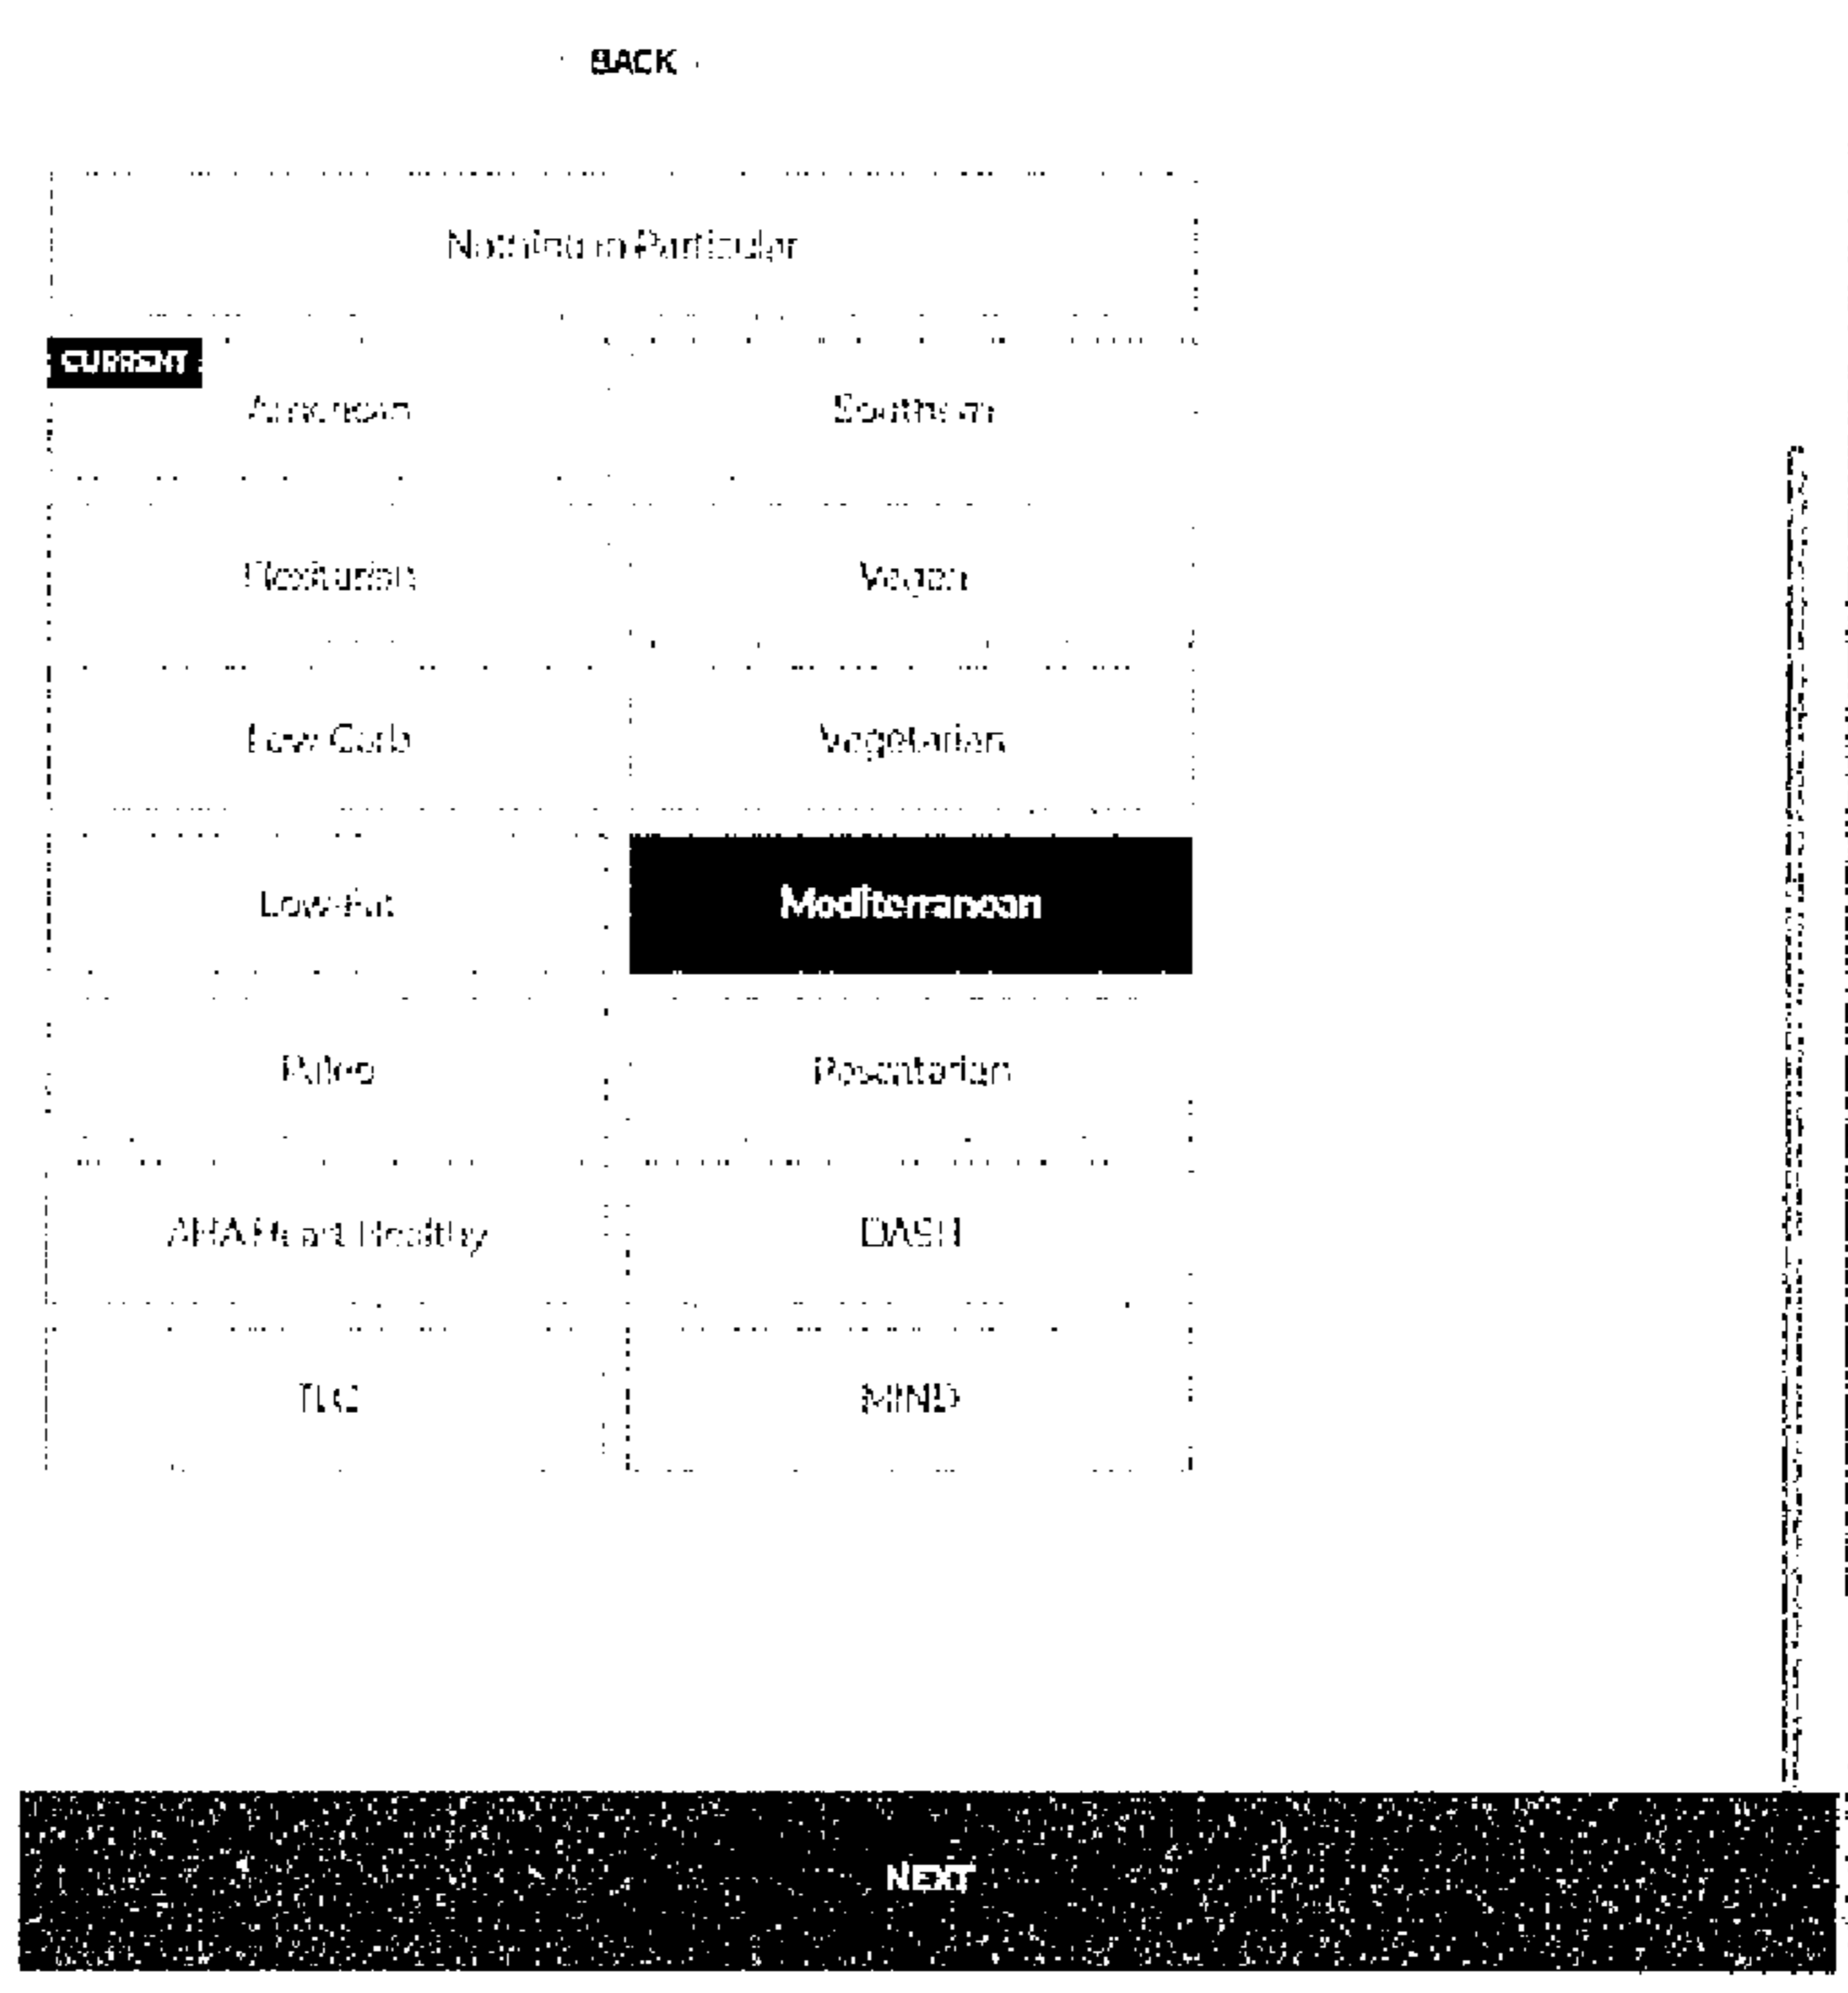 BACK
Nothing in Particular
CURRENT
American
Southern
Flexitarian
Vegan
Low Carb
Vegetarian
Low-Fat
Mediterranean
Paleo
Pescatarian
AHA Heart Healthy
DASH
TLC
MIND
NEXT